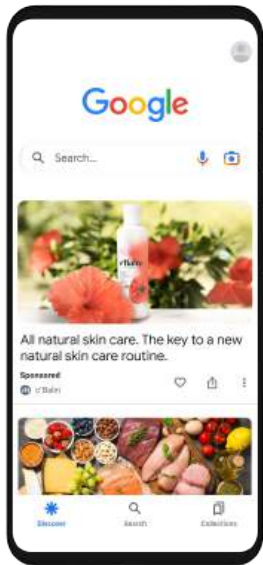 Google
Search...
All natural skin care. The key to a new
natural skin care routine.
Sponsored
Discover
Search
Collections